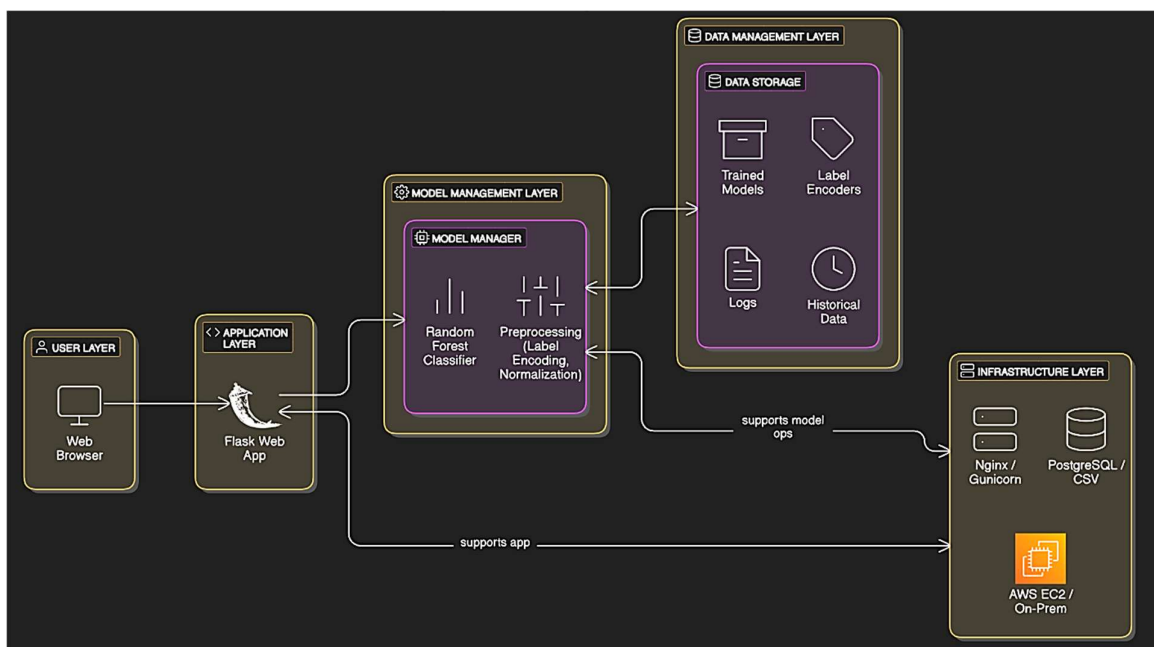 DATA MANAGEMENT LAYER
DATA STORAGE
Trained
Models
Label
Encoders
Logs
Historical
Data
MODEL MANAGEMENT LAYER
MODEL MANAGER
Random
Forest
Classifier
Preprocessing
(Label
Encoding,
Normalization)
USER LAYER
Web
Browser
APPLICATION
LAYER
Flask Web
App
INFRASTRUCTURE LAYER
Nginx /
Gunicorn
PostgreSQL /
CSV
AWS EC2 /
On-Prem
supports model
ops
supports app